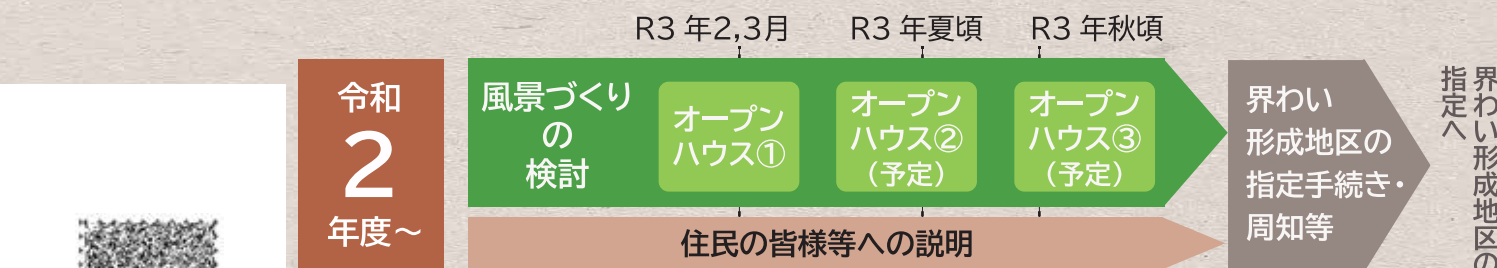 R3 年2,3月
R3 年夏頃
R3 年秋頃
令和
2
年度～
風景づくり
の
検討
オープン
ハウス①
オープン
ハウス②
（予定）
オープン
ハウス③
（予定）
住民の皆様等への説明
界わい
形成地区の
指定手続き・
周知等
界わい形成地区の
指定へ